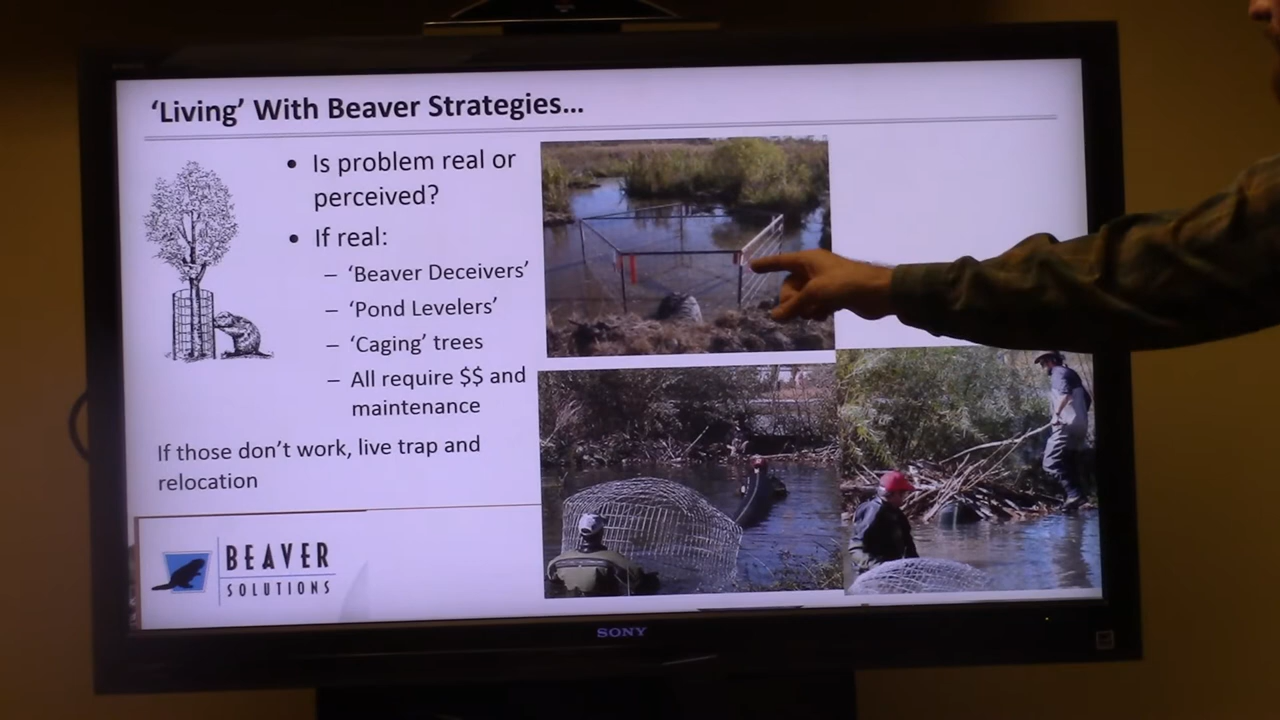 ‘Living’ With Beaver Strategies…
• Is problem real or
perceived?
• If real:
– ‘Beaver Deceivers’
– ‘Pond Levelers’
– ‘Caging’ trees
– All require $$ and
maintenance
If those don’t work, live trap and
relocation
BEAVER
SOLUTIONS
SONY